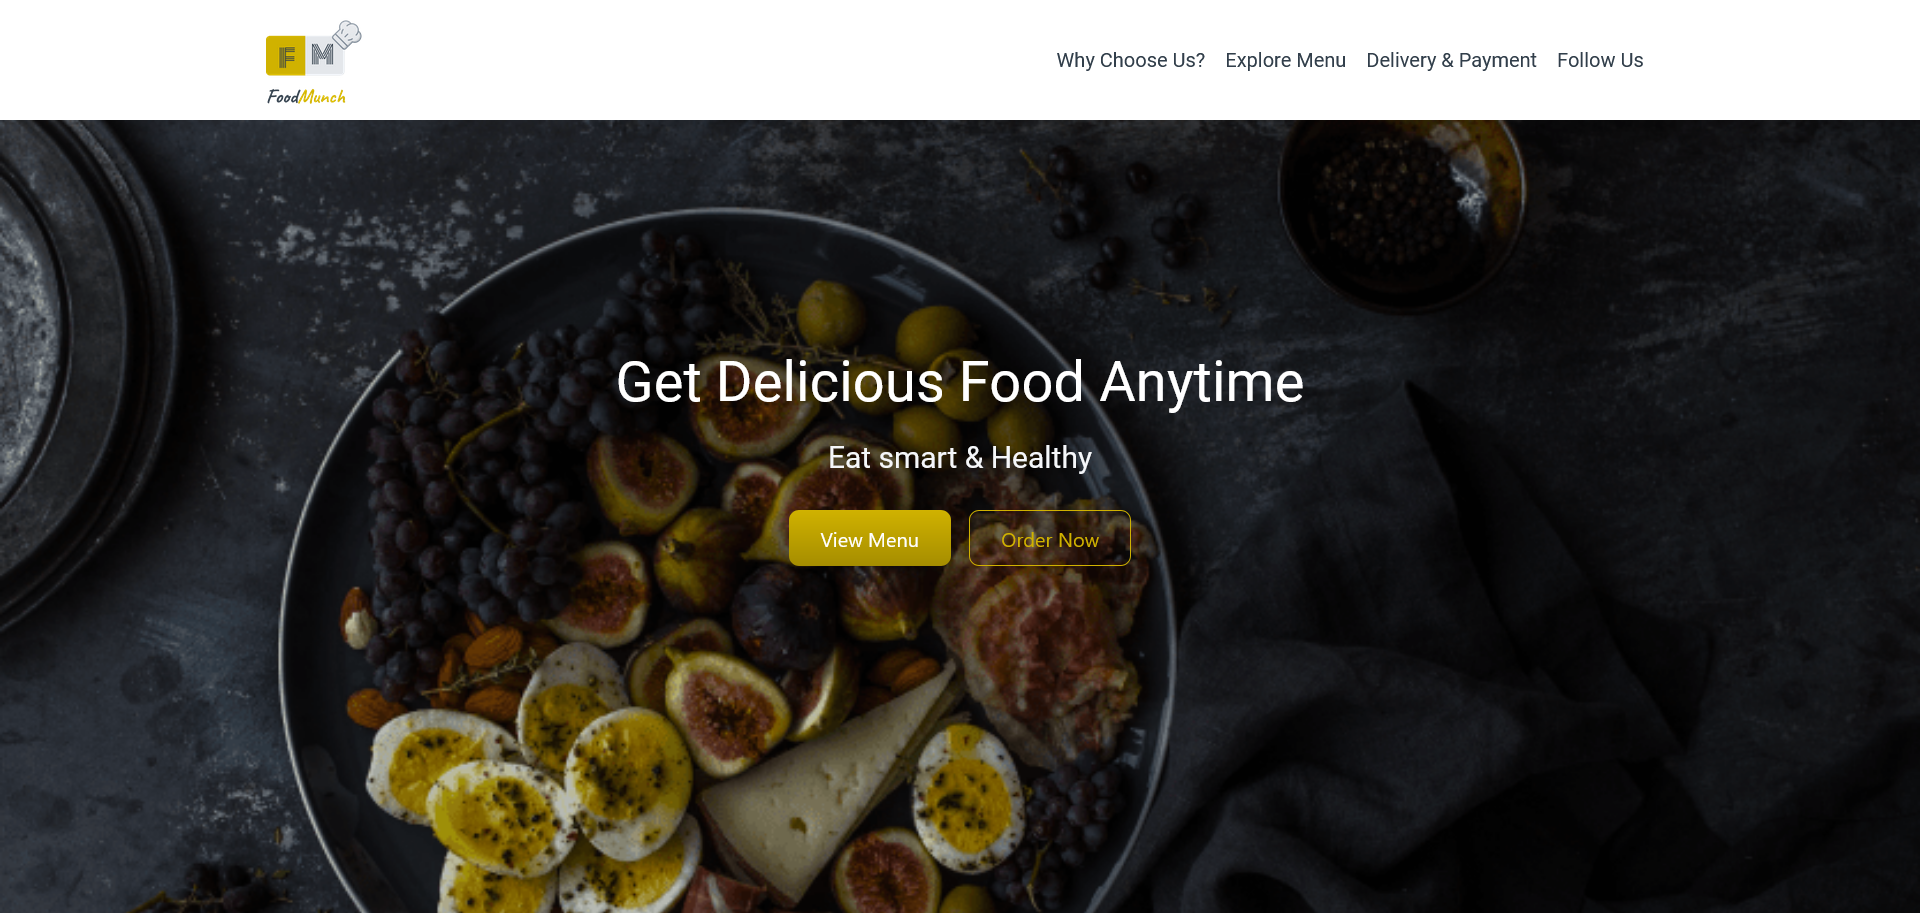 F M
FoodMunch
Why Choose Us? Explore Menu Delivery & Payment Follow Us
Get Delicious Food Anytime
Eat smart & Healthy
View Menu Order Now